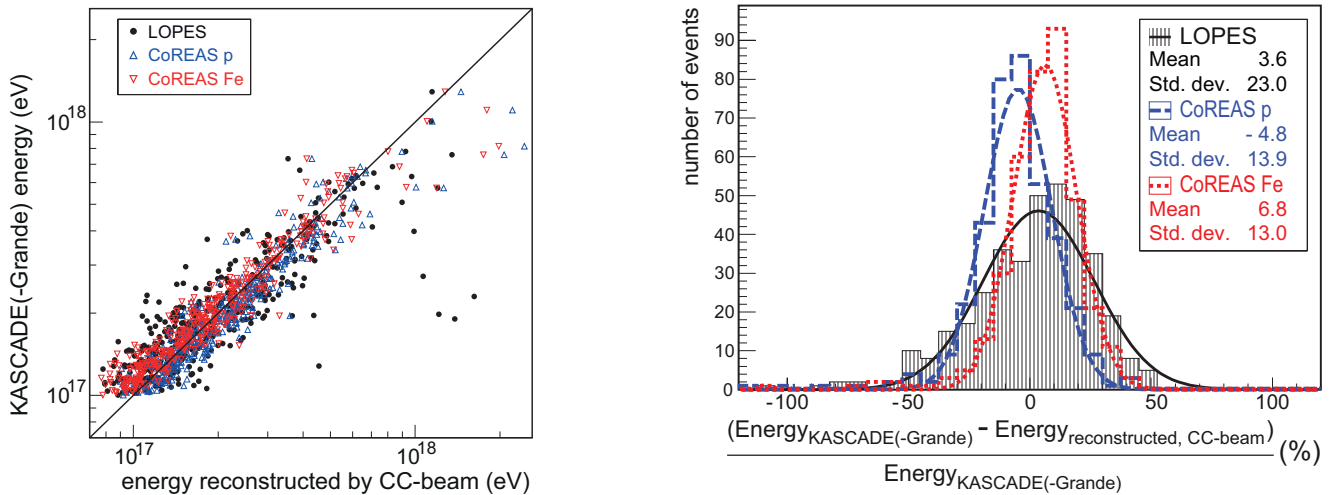 KASCADE(-Grande) energy (eV)
10^18
10^17
LOPES
CoREAS p
CoREAS Fe
10^17
10^18
energy reconstructed by CC-beam (eV)
number of events
90
80
70
60
50
40
30
20
10
0
LOPES
Mean 3.6
Std. dev. 23.0
CoREAS p
Mean - 4.8
Std. dev. 13.9
CoREAS Fe
Mean 6.8
Std. dev. 13.0
-100 -50 0 50 100
(Energy_KASCADE(-Grande) - Energy_reconstructed, CC-beam)
Energy_KASCADE(-Grande)
(%)